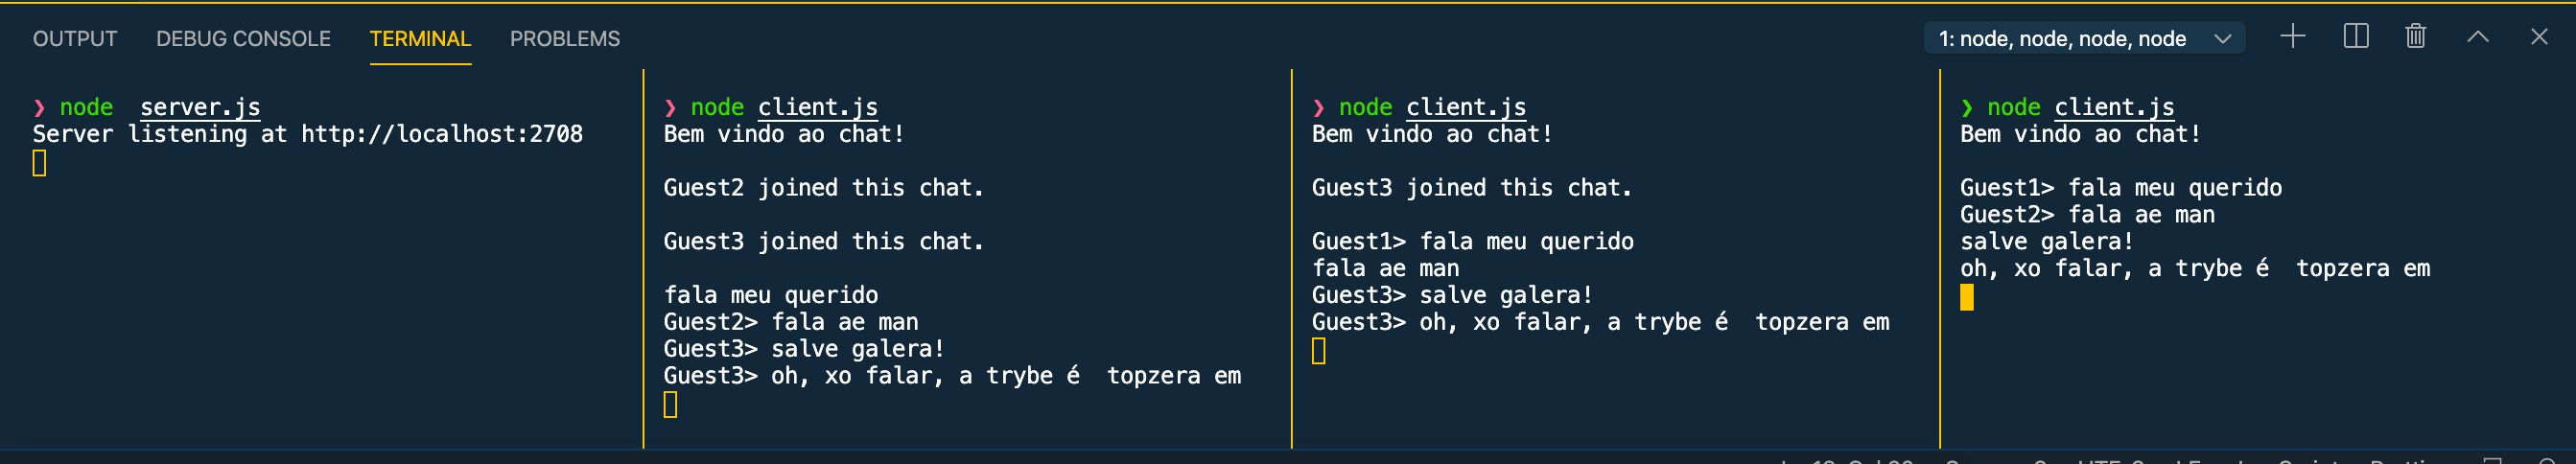 OUTPUT DEBUG CONSOLE TERMINAL PROBLEMS 1: node, node, node, node
❯ node server.js
Server listening at http://localhost:2708
❯ node client.js
Bem vindo ao chat!
Guest2 joined this chat.
Guest3 joined this chat.
fala meu querido
Guest2> fala ae man
Guest3> salve galera!
Guest3> oh, xo falar, a trybe é  topzera em
❯ node client.js
Bem vindo ao chat!
Guest3 joined this chat.
Guest1> fala meu querido
fala ae man
Guest3> salve galera!
Guest3> oh, xo falar, a trybe é  topzera em
❯ node client.js
Bem vindo ao chat!
Guest1> fala meu querido
Guest2> fala ae man
salve galera!
oh, xo falar, a trybe é  topzera em